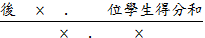 後 × . 位學生得分和
× . ×